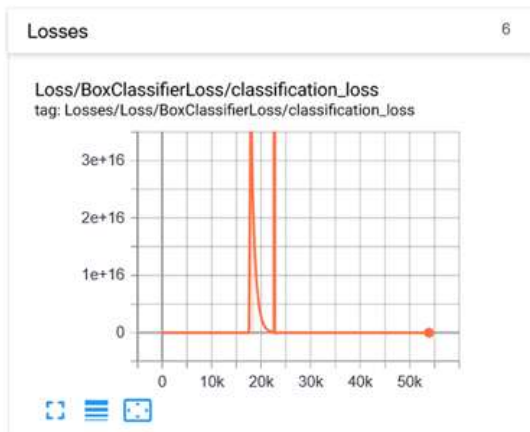 Losses 6
Loss/BoxClassifierLoss/classification_loss
tag: Losses/Loss/BoxClassifierLoss/classification_loss
3e+16
2e+16
1e+16
0
0 10k 20k 30k 40k 50k